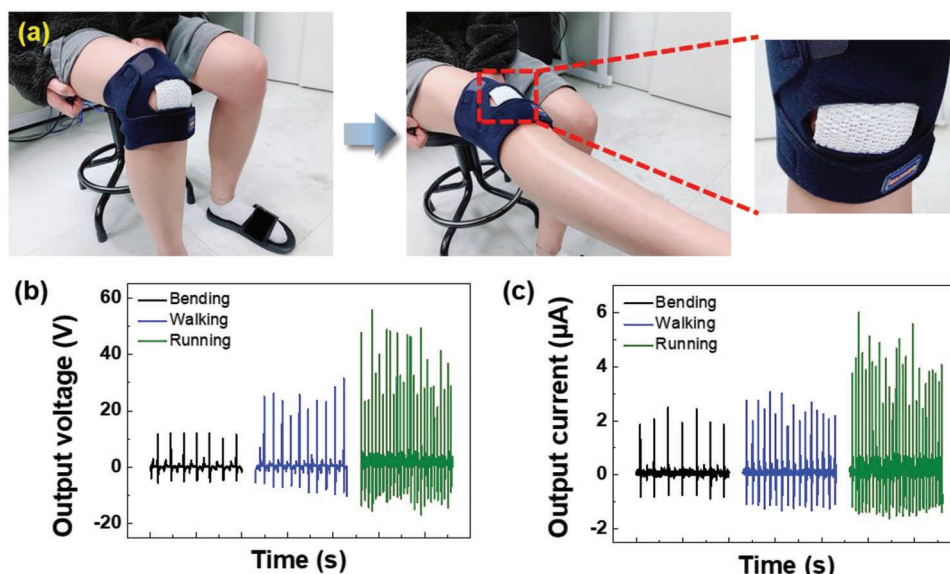 (a)
(b)
Output voltage (V)
60
40
20
0
-20
Bending
Walking
Running
Time (s)
(c)
Output current (µA)
6
4
2
0
-2
Bending
Walking
Running
Time (s)